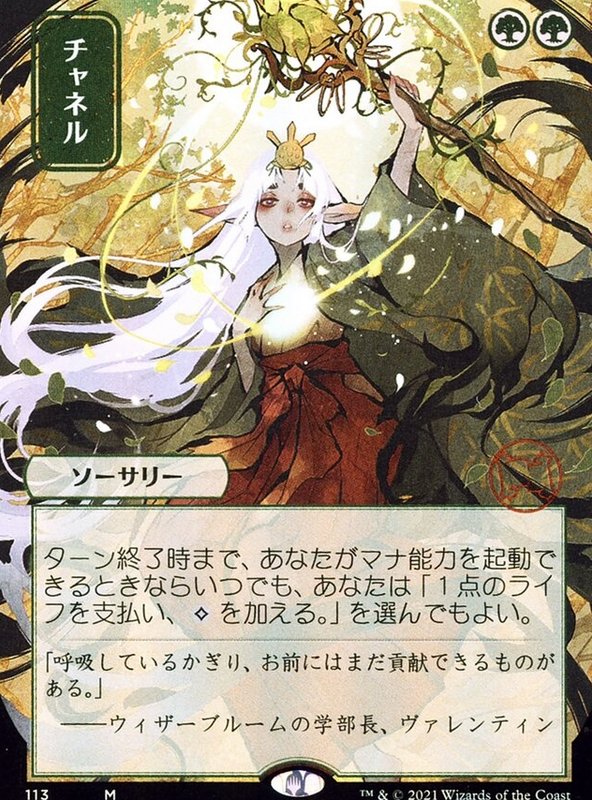 チャネル
ソーサリー
ターン終了時まで、あなたがマナ能力を起動で
きるときならいつでも、あなたは「１点のライ
フを支払い、 を加える。」を選んでもよい。
「呼吸しているかぎり、お前にはまだ貢献できるものが
ある。」
――ウィザーブルームの学部長、ヴァレンティン
113 M
™ & © 2021 Wizards of the Coast